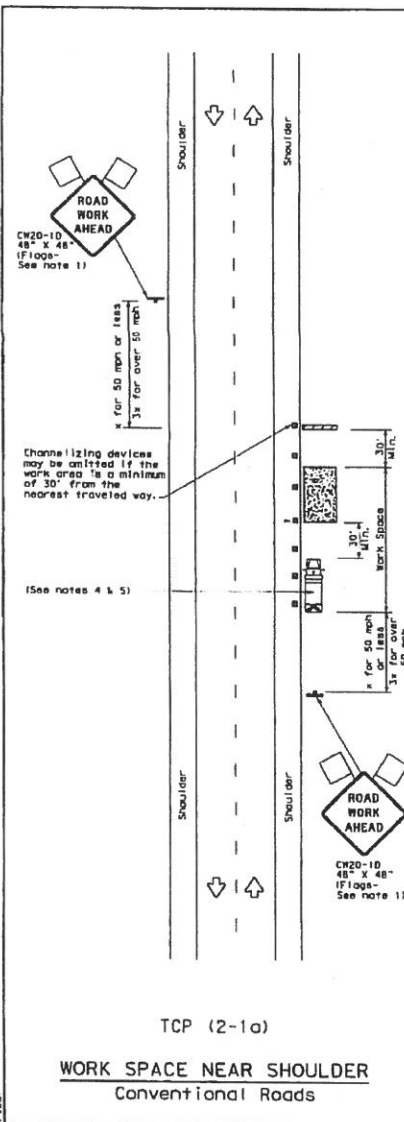 Shoulder
Shoulder
ROAD
WORK
AHEAD
CW20-1D
48" X 48"
(Flags-
See note 1)
x for 50 mph or less
3x for over 50 mph
Channelizing devices
may be omitted if the
work area is a minimum
of 30' from the
nearest traveled way.
30'
Min.
30'
Min.
Work Space
(See notes 4 & 5)
x for 50 mph
or less
3x for over
50 mph
Shoulder
Shoulder
ROAD
WORK
AHEAD
CW20-1D
48" X 48"
(Flags-
See note 1)
TCP (2-1a)
WORK SPACE NEAR SHOULDER
Conventional Roads